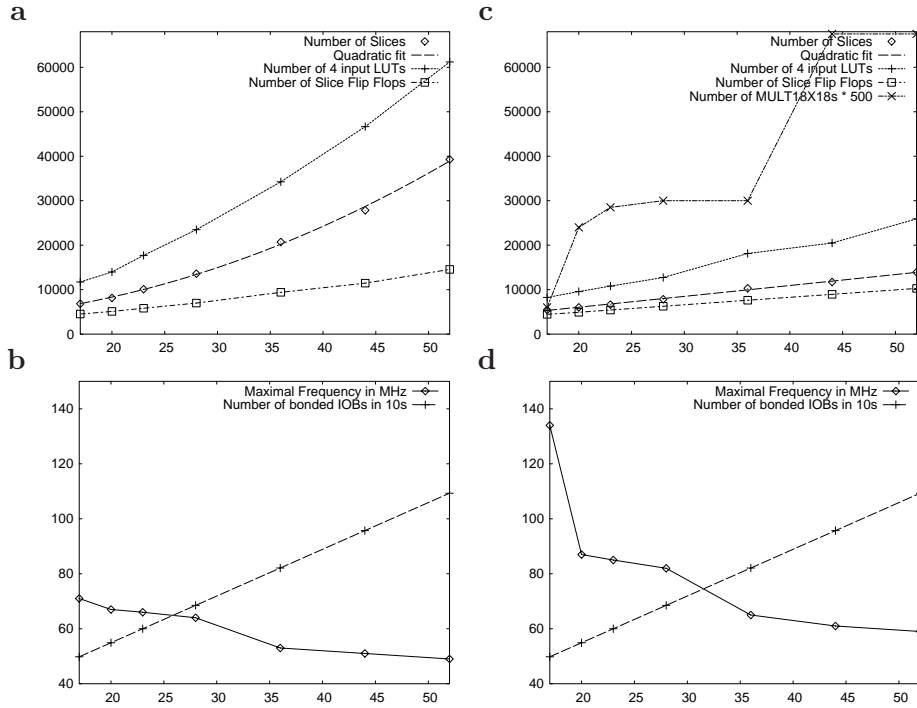 a
Number of Slices
Quadratic fit
Number of 4 input LUTs
Number of Slice Flip Flops
60000
50000
40000
30000
20000
10000
0
20 25 30 35 40 45 50
c
Number of Slices
Quadratic fit
Number of 4 input LUTs
Number of Slice Flip Flops
Number of MULT18X18s * 500
60000
50000
40000
30000
20000
10000
0
20 25 30 35 40 45 50
b
Maximal Frequency in MHz
Number of bonded IOBs in 10s
140
120
100
80
60
40
20 25 30 35 40 45 50
d
Maximal Frequency in MHz
Number of bonded IOBs in 10s
140
120
100
80
60
40
20 25 30 35 40 45 50